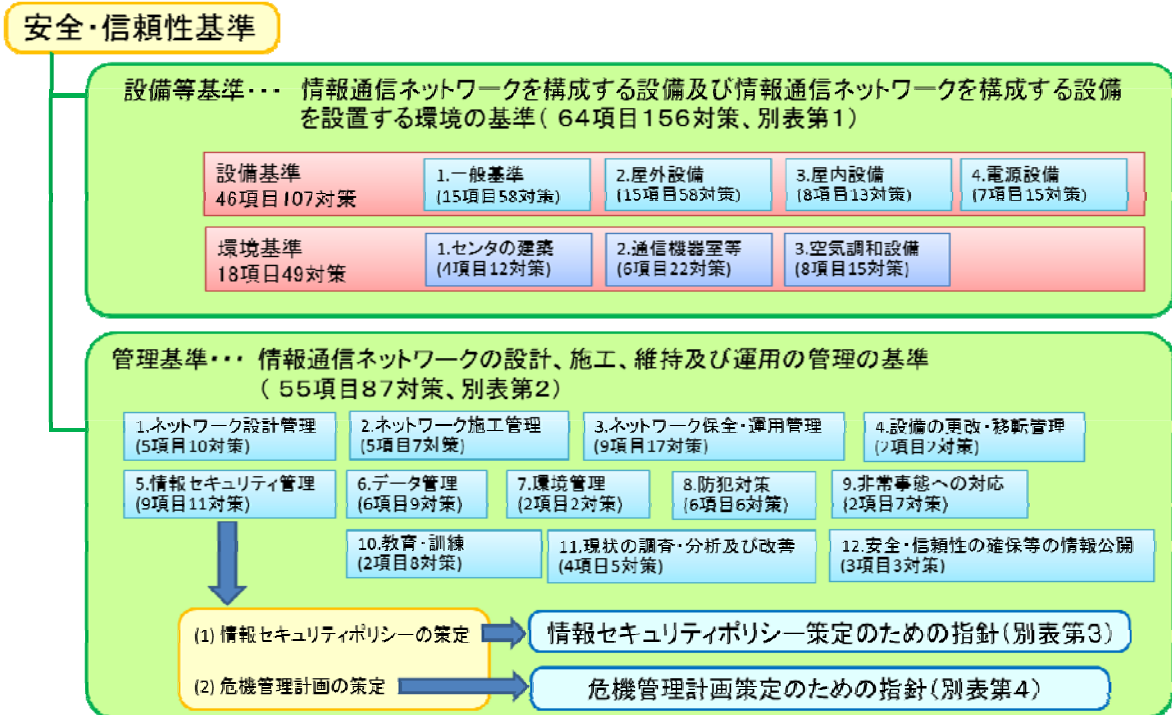 安全・信頼性基準
設備等基準･･･ 情報通信ネットワークを構成する設備及び情報通信ネットワークを構成する設備
を設置する環境の基準( 64項目156対策、別表第1)
設備基準
46項目107対策
1.一般基準
(15項目58対策)
2.屋外設備
(15項目58対策)
3.屋内設備
(8項目13対策)
4.電源設備
(7項目15対策)
環境基準
18項目49対策
1.センタの建築
(4項目12対策)
2.通信機器室等
(6項目22対策)
3.空気調和設備
(8項目15対策)
管理基準･･･ 情報通信ネットワークの設計、施工、維持及び運用の管理の基準
( 55項目87対策、別表第2)
1.ネットワーク設計管理
(5項目10対策)
2.ネットワーク施工管理
(5項目7対策)
3.ネットワーク保全・運用管理
(9項目17対策)
4.設備の更改・移転管理
(2項目2対策)
5.情報セキュリティ管理
(9項目11対策)
6.データ管理
(6項目9対策)
7.環境管理
(2項目2対策)
8.防犯対策
(6項目6対策)
9.非常事態への対応
(2項目7対策)
10.教育・訓練
(2項目8対策)
11.現状の調査・分析及び改善
(4項目5対策)
12.安全・信頼性の確保等の情報公開
(3項目3対策)
(1) 情報セキュリティポリシーの策定
情報セキュリティポリシー策定のための指針(別表第3)
(2) 危機管理計画の策定
危機管理計画策定のための指針(別表第4)